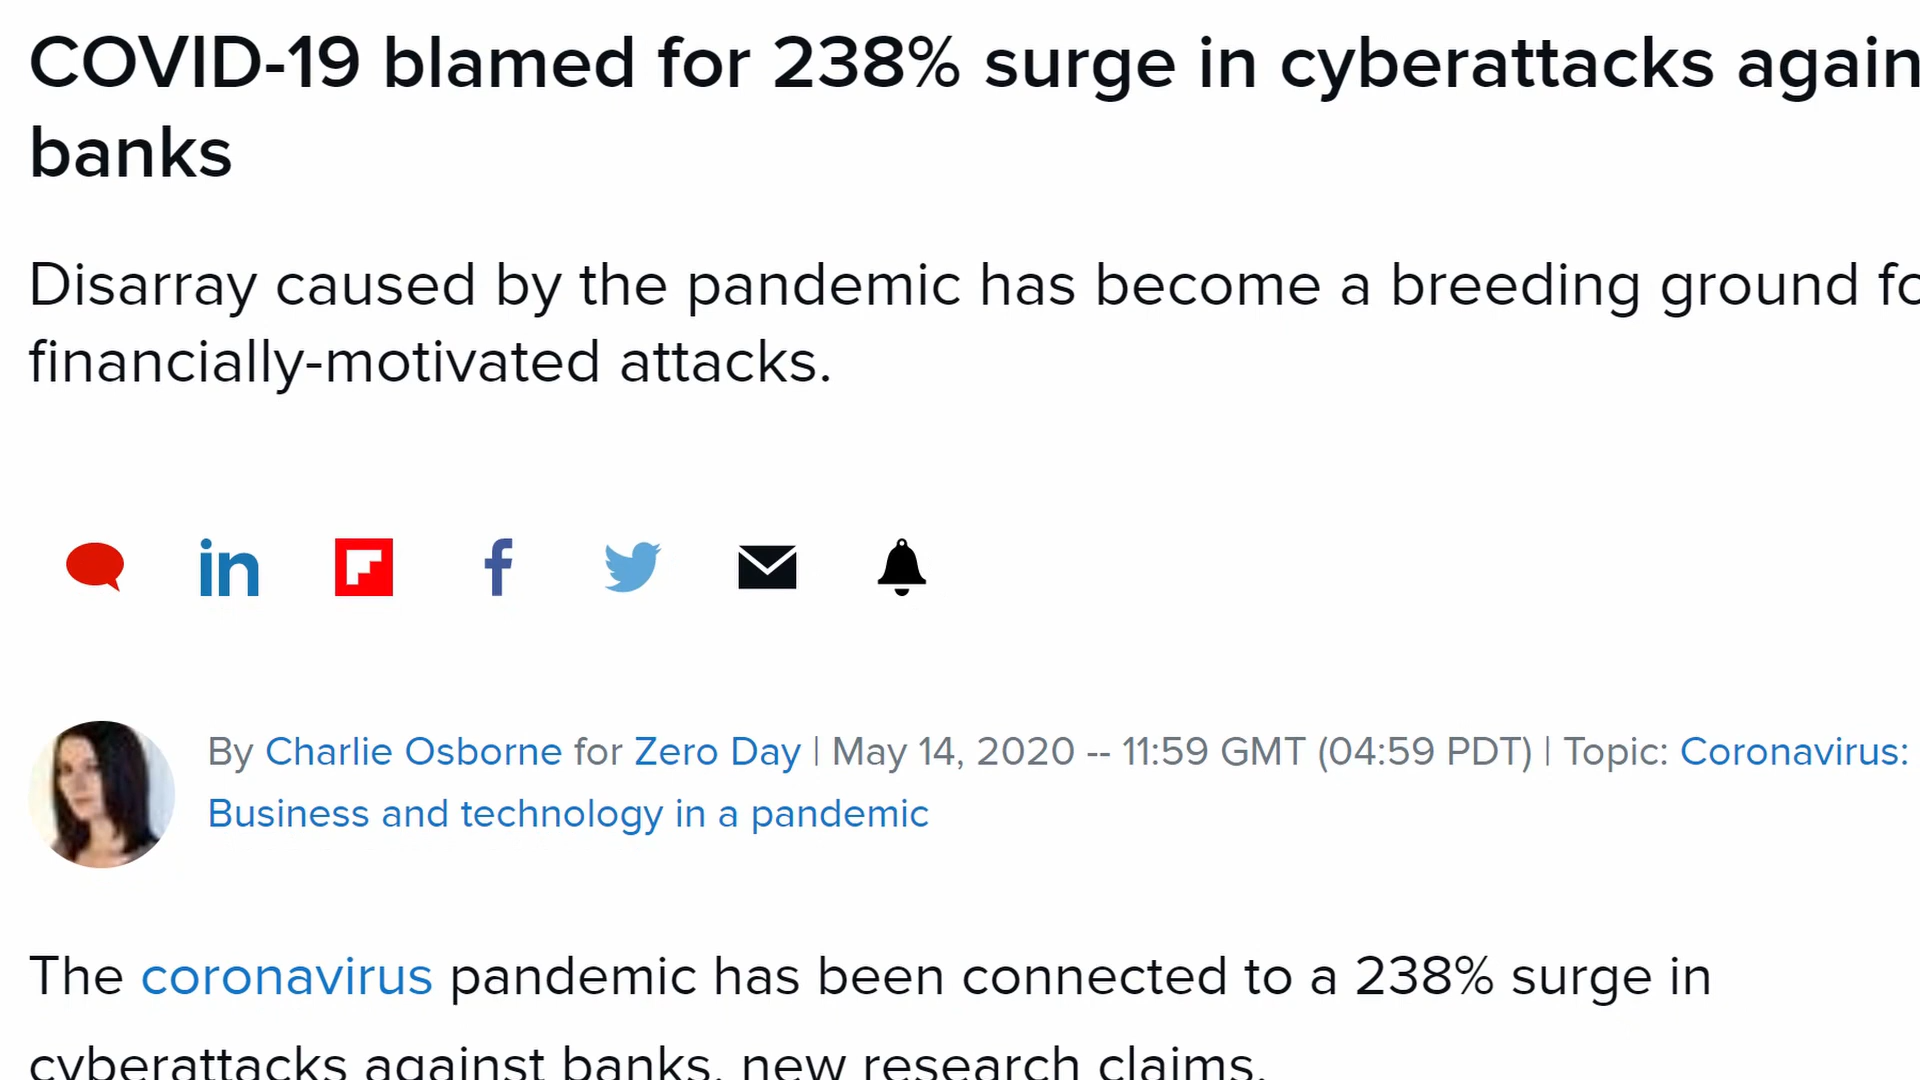 COVID-19 blamed for 238% surge in cyberattacks again
banks
Disarray caused by the pandemic has become a breeding ground fo
financially-motivated attacks.
in
f
By Charlie Osborne for Zero Day | May 14, 2020 -- 11:59 GMT (04:59 PDT) | Topic: Coronavirus:
Business and technology in a pandemic
The coronavirus pandemic has been connected to a 238% surge in
cyberattacks against banks, new research claims.